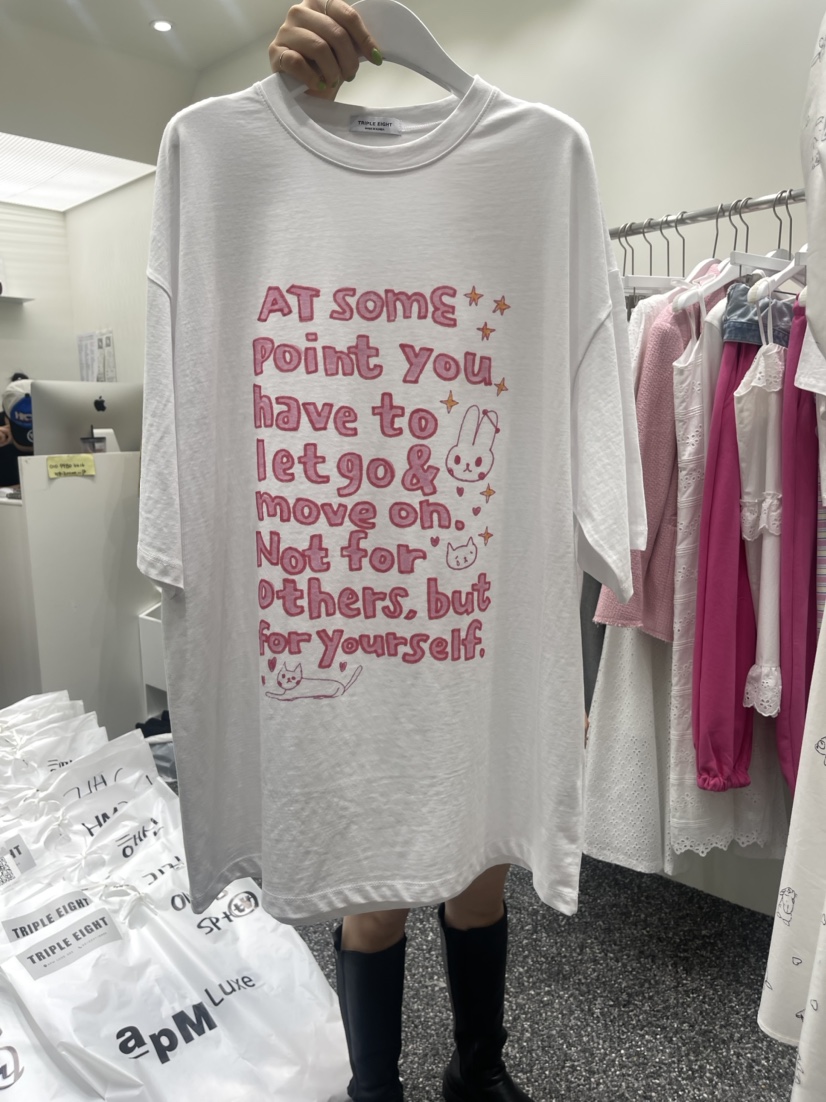 TRIPLE EIGHT
AT SOME
Point you
have to
let go &
move on.
Not for
others, but
for yourself.
TRIPLE EIGHT
TRIPLE EIGHT
apM Luxe